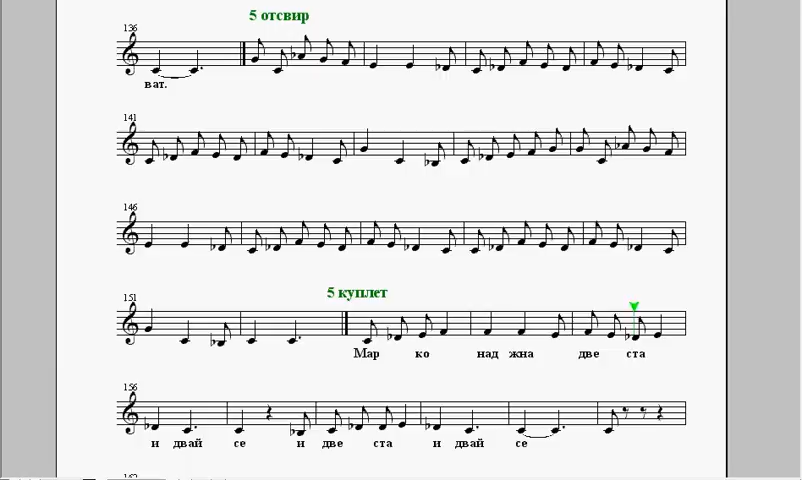 5 отсвир
136
ват.
141
146
5 куплет
151
Мар ко над жна две ста
156
и двай се и две ста и двай се